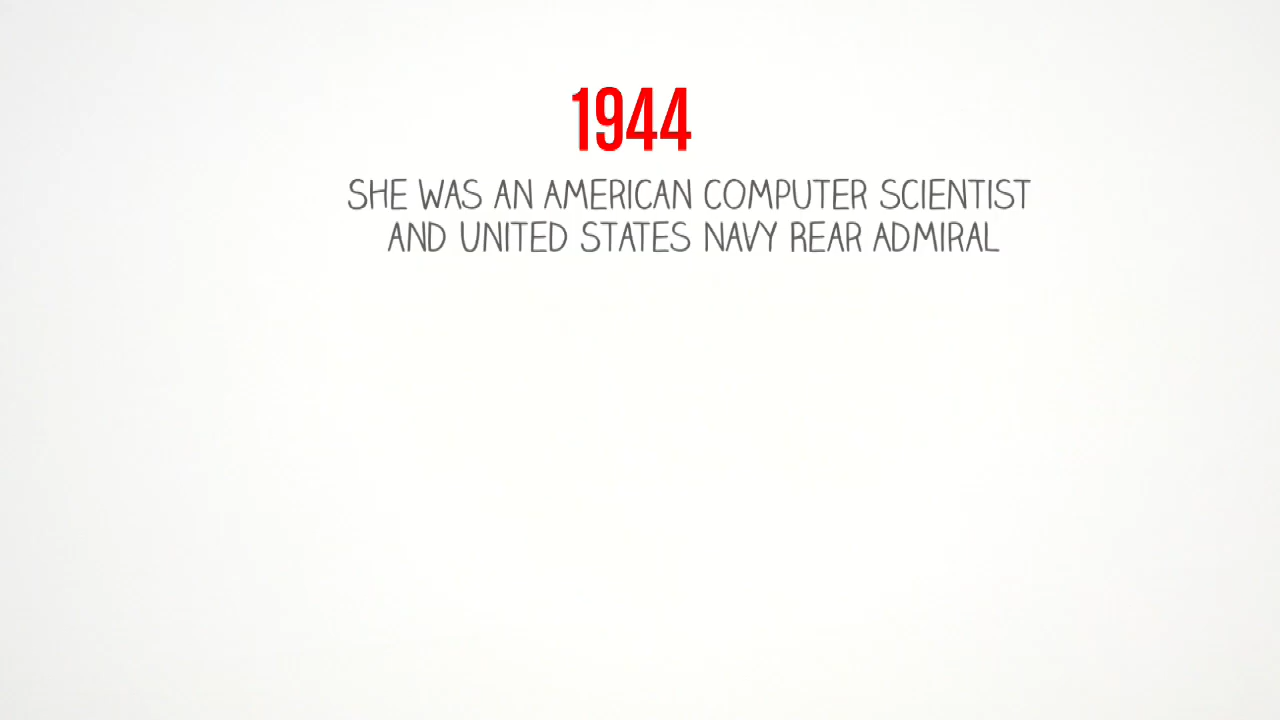 1944
SHE WAS AN AMERICAN COMPUTER SCIENTIST
AND UNITED STATES NAVY REAR ADMIRAL